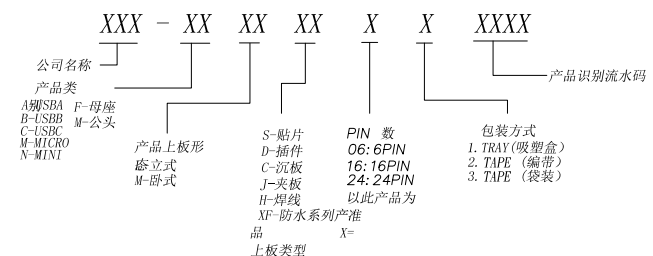 XXX - XX XX XX X X XXXX
公司名称
产品识别流水码
产品类
别
A-USBA F-母座
B-USBB M-公头
C-USBC
M-MICRO
N-MINI
产品上板形
态
立式
M-卧式
S-贴片
D-插件
C-沉板
J-夹板
H-焊线
XF-防水系列产
品
上板类型
PIN 数
06:6PIN
16:16PIN
24:24PIN
以此产品为
准
X=
包装方式
1. TRAY(吸塑盒)
2. TAPE (编带)
3. TAPE (袋装)